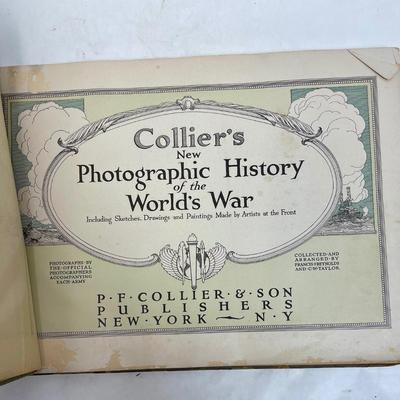 Collier's
New
Photographic History
of the
World's War
Including Sketches, Drawings and Paintings Made by Artists at the Front
PHOTOGRAPHS BY
THE OFFICIAL
PHOTOGRAPHERS
ACCOMPANYING
EACH ARMY
COLLECTED AND
ARRANGED BY
FRANCIS J REYNOLDS
AND C.W. TAYLOR.
P·F·COLLIER·&·SON
PUBLISHERS
NEW·YORK N·Y